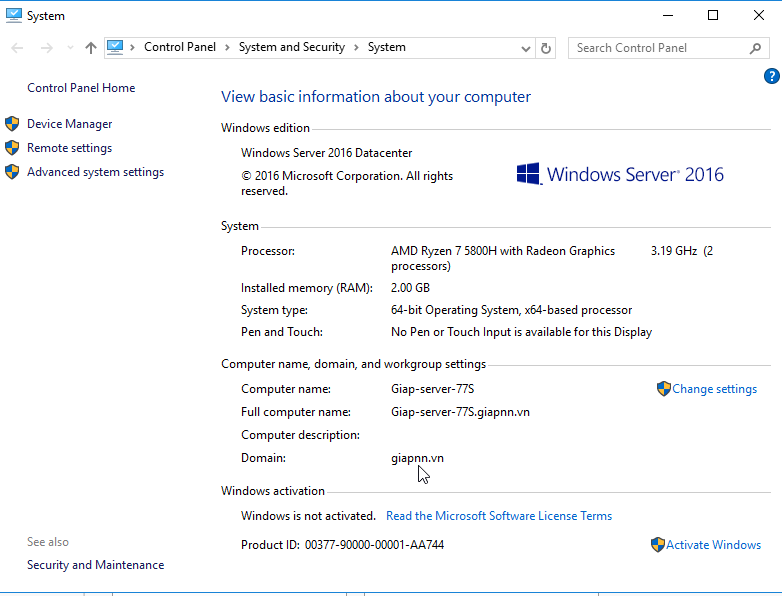 System
Control Panel > System and Security > System
Search Control Panel
?
Control Panel Home
Device Manager
Remote settings
Advanced system settings
View basic information about your computer
Windows edition
Windows Server 2016 Datacenter
© 2016 Microsoft Corporation. All rights
reserved.
Windows Server® 2016
System
Processor: AMD Ryzen 7 5800H with Radeon Graphics 3.19 GHz (2
processors)
Installed memory (RAM): 2.00 GB
System type: 64-bit Operating System, x64-based processor
Pen and Touch: No Pen or Touch Input is available for this Display
Computer name, domain, and workgroup settings
Computer name: Giap-server-77S Change settings
Full computer name: Giap-server-77S.giapnn.vn
Computer description:
Domain: giapnn.vn
Windows activation
Windows is not activated. Read the Microsoft Software License Terms
Product ID: 00377-90000-00001-AA744 Activate Windows
See also
Security and Maintenance